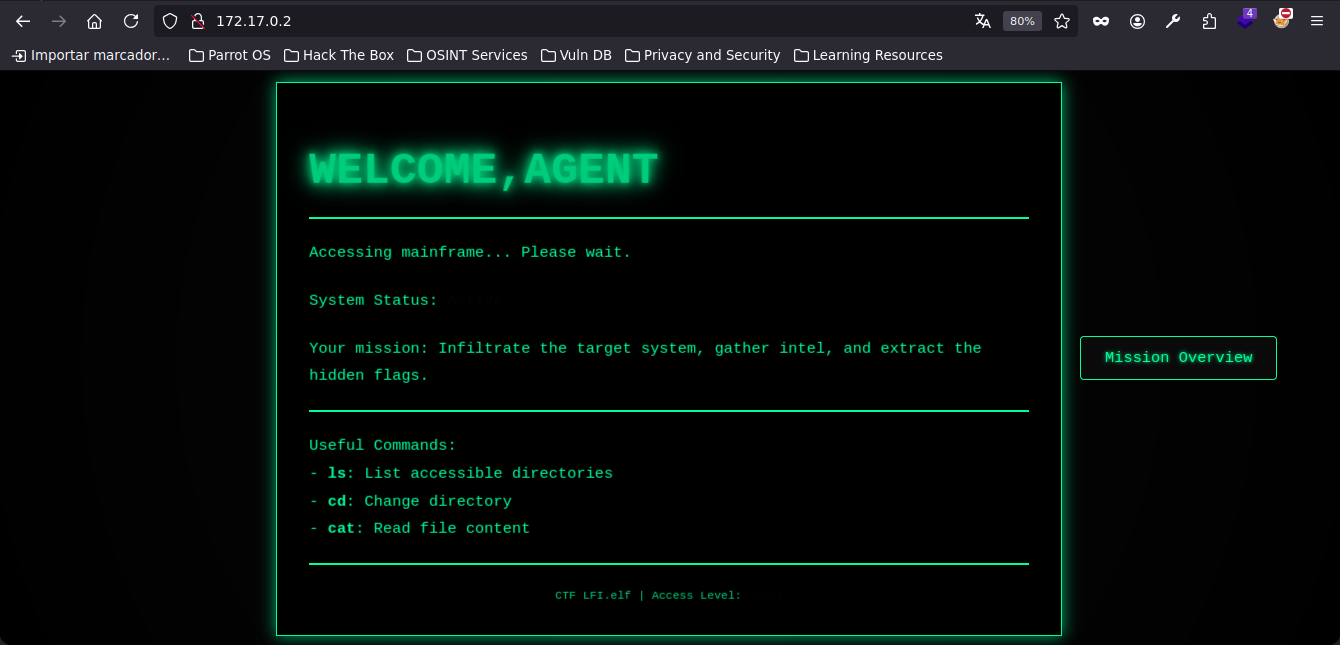 172.17.0.2
80%
4
Importar marcador...
Parrot OS
Hack The Box
OSINT Services
Vuln DB
Privacy and Security
Learning Resources
WELCOME,AGENT
Accessing mainframe... Please wait.
System Status:
Your mission: Infiltrate the target system, gather intel, and extract the
hidden flags.
Mission Overview
Useful Commands:
- ls: List accessible directories
- cd: Change directory
- cat: Read file content
CTF LFI.elf | Access Level: